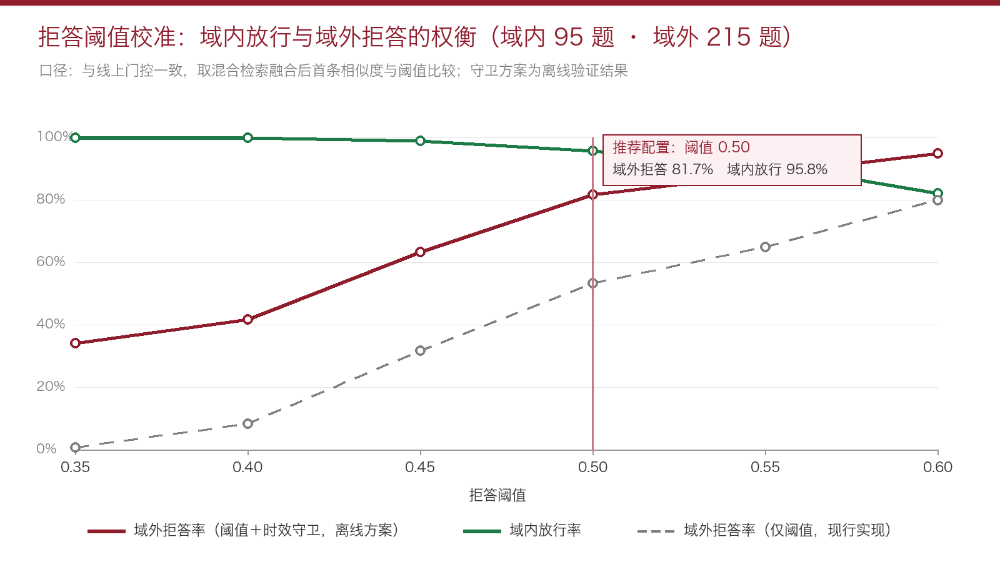 拒答阈值校准：域内放行与域外拒答的权衡（域内 95 题 · 域外 215 题）
口径：与线上门控一致，取混合检索融合后首条相似度与阈值比较；守卫方案为离线验证结果
100%
推荐配置：阈值 0.50
域外拒答 81.7% 域内放行 95.8%
80%
60%
40%
20%
0%
0.35 0.40 0.45 0.50 0.55 0.60
拒答阈值
域外拒答率（阈值＋时效守卫，离线方案） 域内放行率 域外拒答率（仅阈值，现行实现）